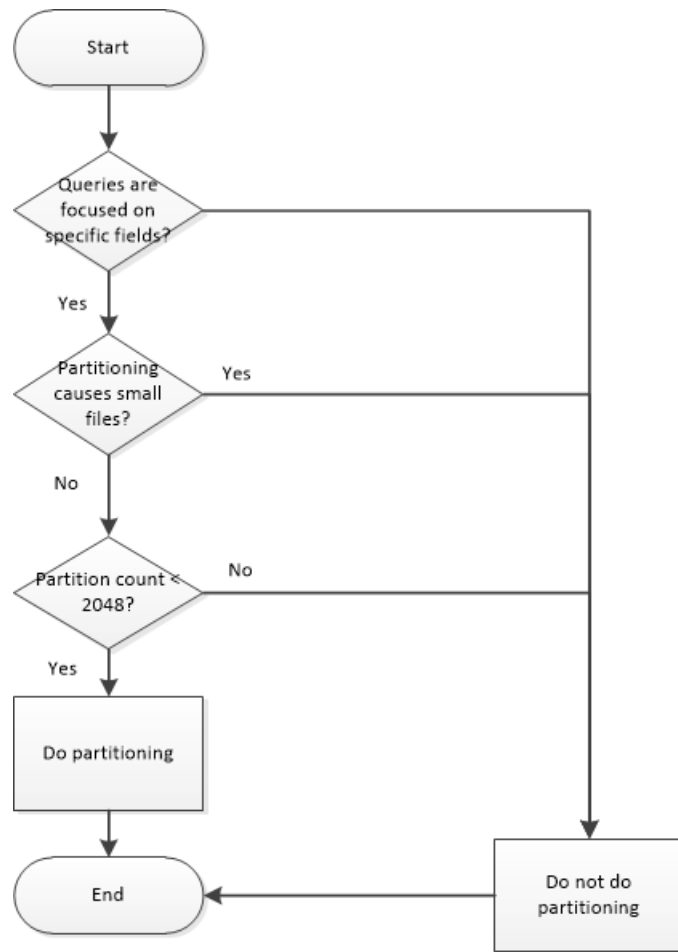 Start
Queries are
focused on
specific fields?
Yes
Partitioning
causes small
files?
Yes
No
Partition count <
2048?
No
Yes
Do partitioning
End
Do not do
partitioning